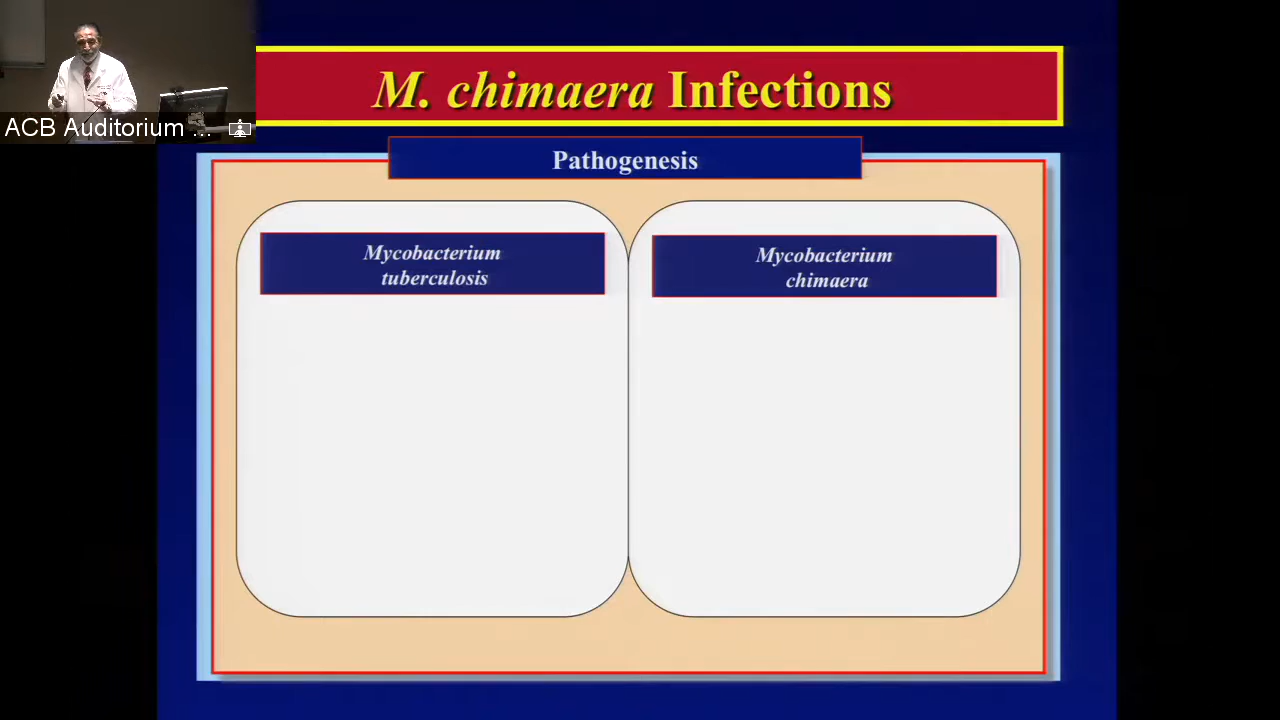 M. chimaera Infections
ACB Auditorium ...
Pathogenesis
Mycobacterium
tuberculosis
Mycobacterium
chimaera